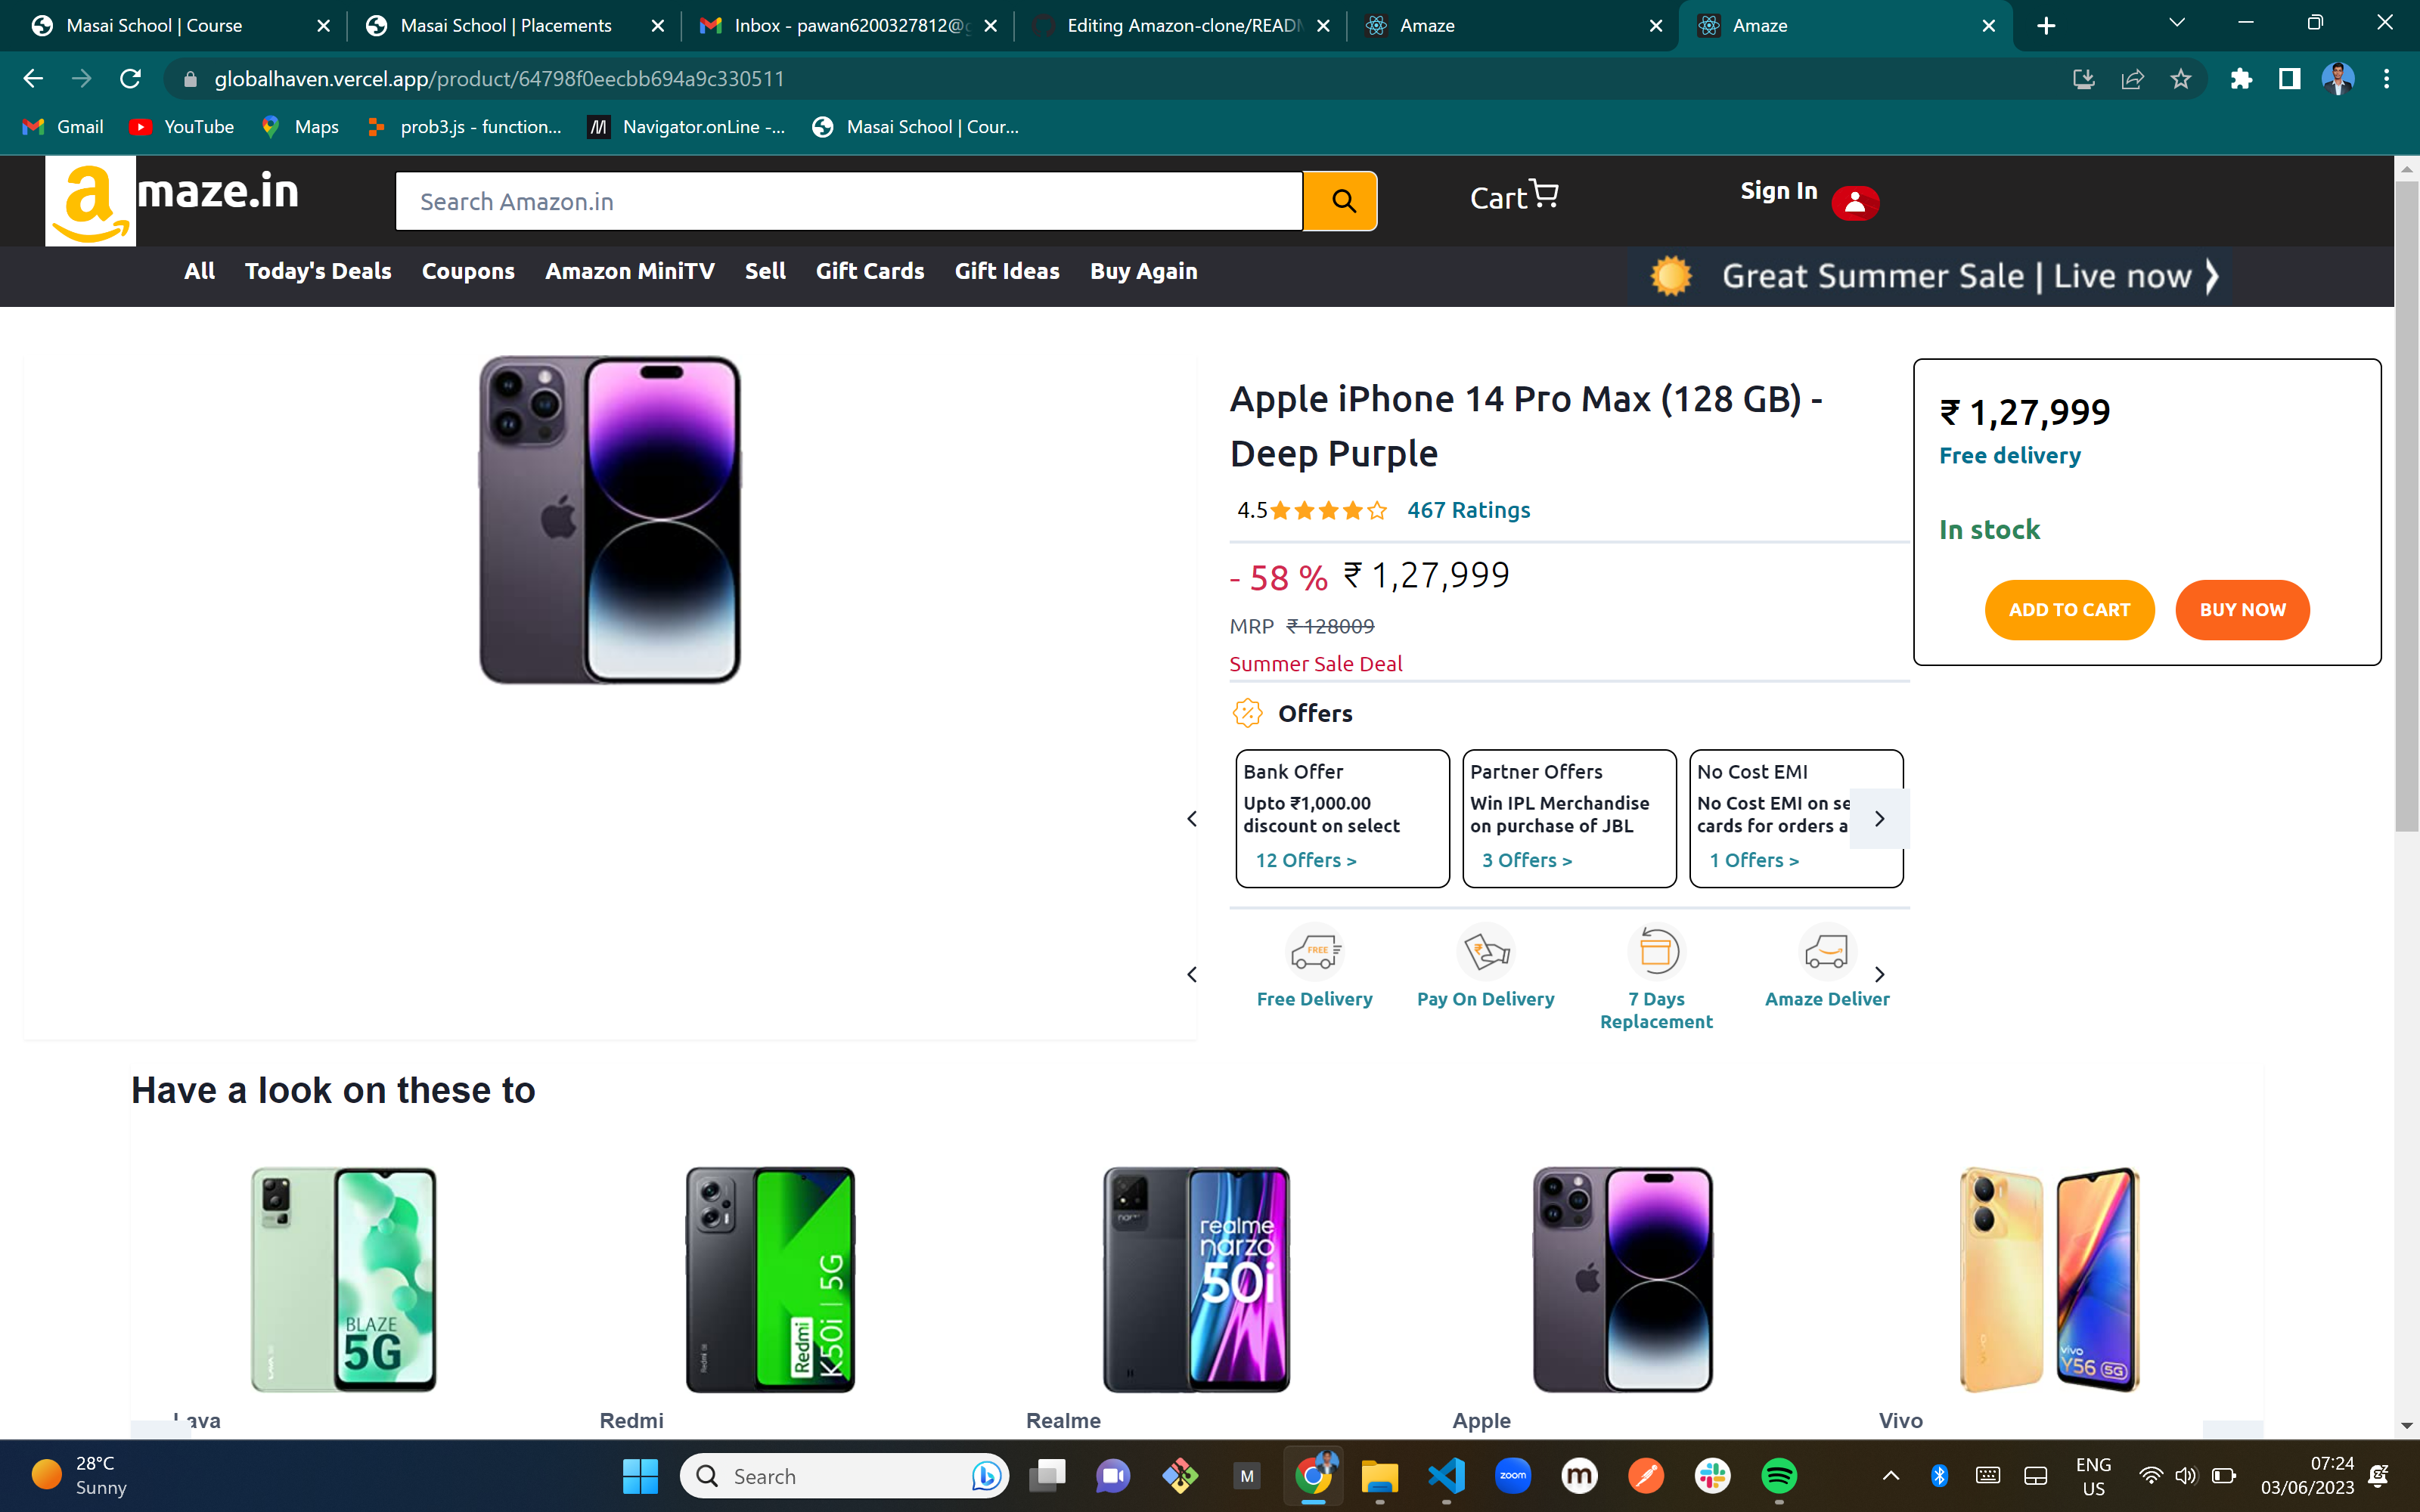 Masai School | Course
Masai School | Placements
Inbox - pawan6200327812@g
Editing Amazon-clone/READM
Amaze
Amaze
globalhaven.vercel.app/product/64798f0eecbb694a9c330511
Gmail
YouTube
Maps
prob3.js - function...
Navigator.onLine -...
Masai School | Cour...
amaze.in
Search Amazon.in
Cart
Sign In
All
Today's Deals
Coupons
Amazon MiniTV
Sell
Gift Cards
Gift Ideas
Buy Again
Great Summer Sale | Live now
Apple iPhone 14 Pro Max (128 GB) -
Deep Purple
4.5
467 Ratings
- 58 % ₹ 1,27,999
MRP ₹ 128009
Summer Sale Deal
₹ 1,27,999
Free delivery
In stock
ADD TO CART
BUY NOW
Offers
Bank Offer
Upto ₹1,000.00
discount on select
12 Offers >
Partner Offers
Win IPL Merchandise
on purchase of JBL
3 Offers >
No Cost EMI
No Cost EMI on se
cards for orders a
1 Offers >
FREE
Free Delivery
Pay On Delivery
7 Days
Replacement
Amaze Deliver
Have a look on these to
BLAZE
5G
Redmi
K50i | 5G
realme
narzo
50i
vivo
Y56 5G
Lava
Redmi
Realme
Apple
Vivo
28°C
Sunny
Search
M
zoom
m
ENG
US
07:24
03/06/2023